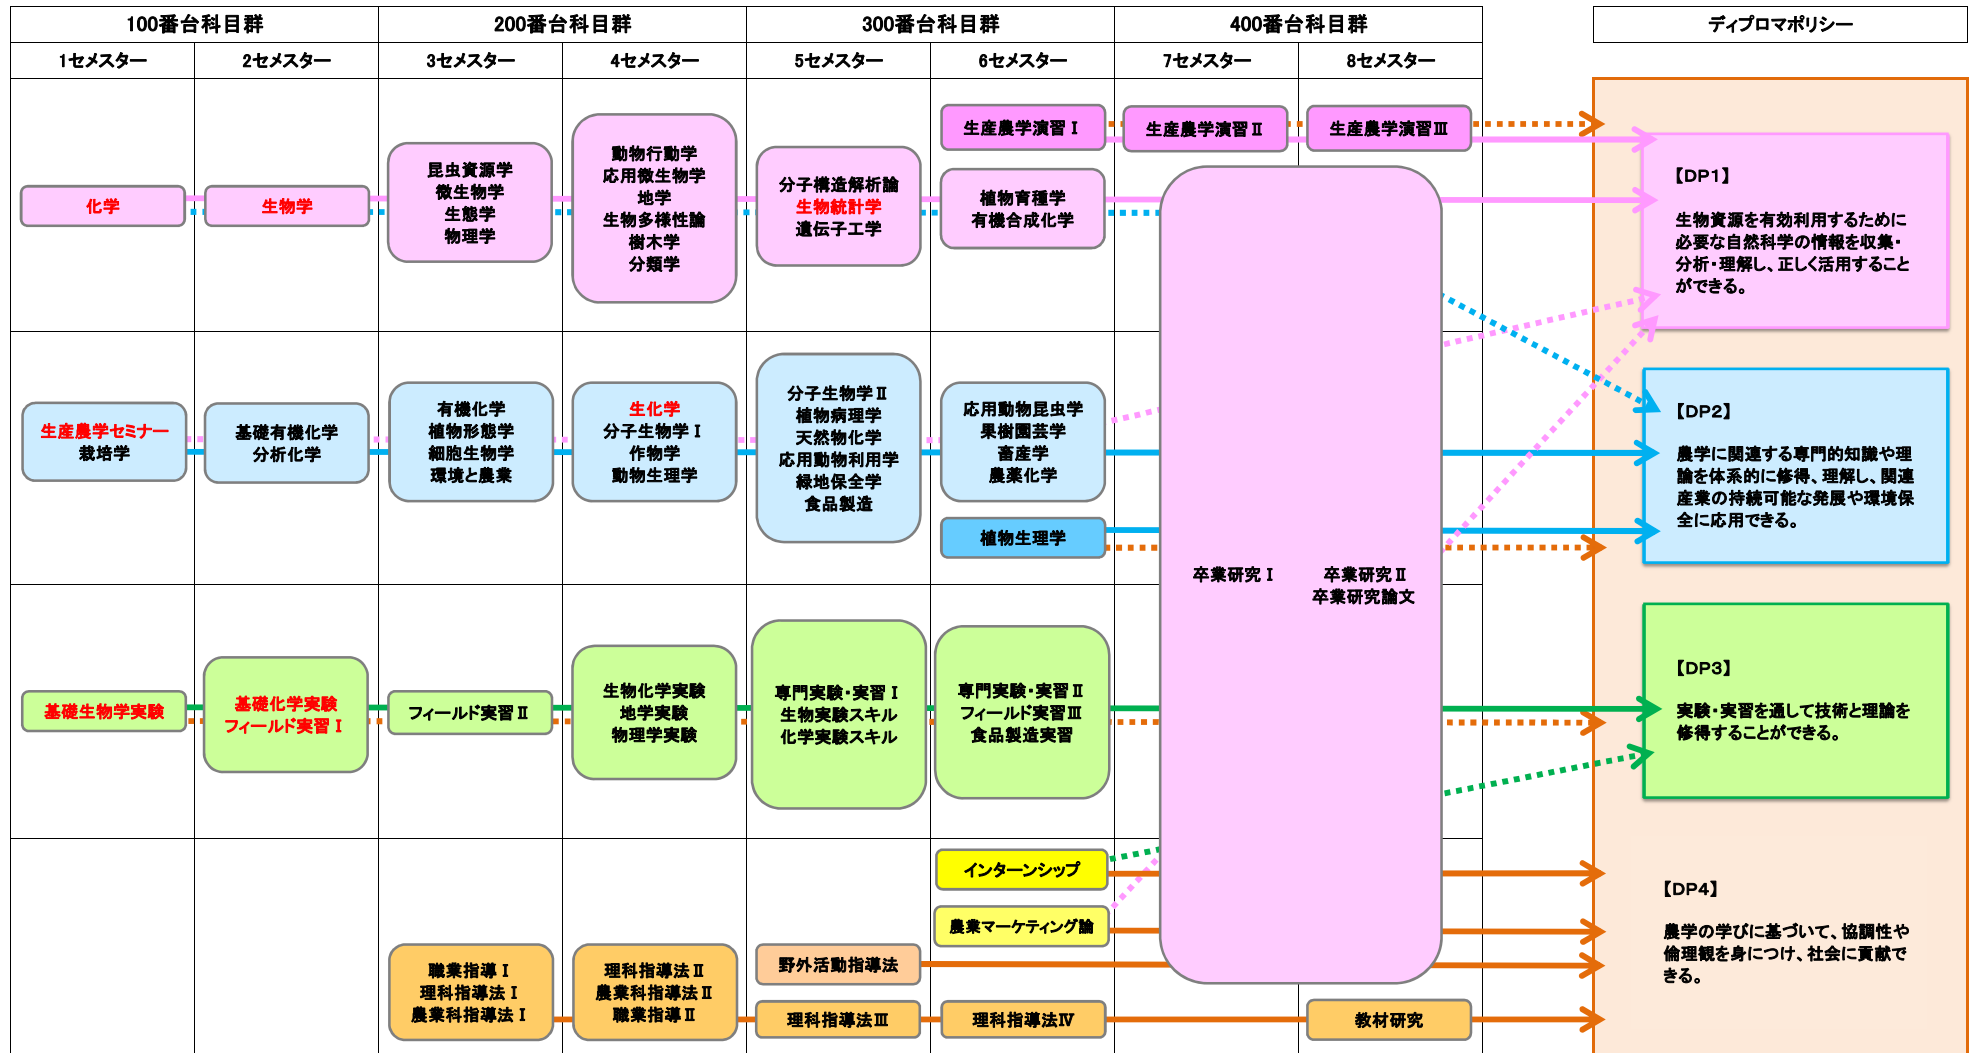 100番台科目群
200番台科目群
300番台科目群
400番台科目群
ディプロマポリシー
1セメスター
2セメスター
3セメスター
4セメスター
5セメスター
6セメスター
7セメスター
8セメスター
化学
生物学
昆虫資源学
微生物学
生態学
物理学
動物行動学
応用微生物学
地学
生物多様性論
樹木学
分類学
分子構造解析論
生物統計学
遺伝子工学
生産農学演習Ⅰ
植物育種学
有機合成化学
生産農学演習Ⅱ
生産農学演習Ⅲ
【DP1】
生物資源を有効利用するために
必要な自然科学の情報を収集・
分析・理解し、正しく活用すること
ができる。
生産農学セミナー
栽培学
基礎有機化学
分析化学
有機化学
植物形態学
細胞生物学
環境と農業
生化学
分子生物学Ⅰ
作物学
動物生理学
分子生物学Ⅱ
植物病理学
天然物化学
応用動物利用学
緑地保全学
食品製造
応用動物昆虫学
果樹園芸学
畜産学
農薬化学
植物生理学
【DP2】
農学に関連する専門的知識や理
論を体系的に修得、理解し、関連
産業の持続可能な発展や環境保
全に応用できる。
卒業研究Ⅰ
卒業研究Ⅱ
卒業研究論文
基礎生物学実験
基礎化学実験
フィールド実習Ⅰ
フィールド実習Ⅱ
生物化学実験
地学実験
物理学実験
専門実験・実習Ⅰ
生物実験スキル
化学実験スキル
専門実験・実習Ⅱ
フィールド実習Ⅲ
食品製造実習
【DP3】
実験・実習を通して技術と理論を
修得することができる。
インターンシップ
農業マーケティング論
職業指導Ⅰ
理科指導法Ⅰ
農業科指導法Ⅰ
理科指導法Ⅱ
農業科指導法Ⅱ
職業指導Ⅱ
野外活動指導法
理科指導法Ⅲ
理科指導法Ⅳ
教材研究
【DP4】
農学の学びに基づいて、協調性や
倫理観を身につけ、社会に貢献で
きる。